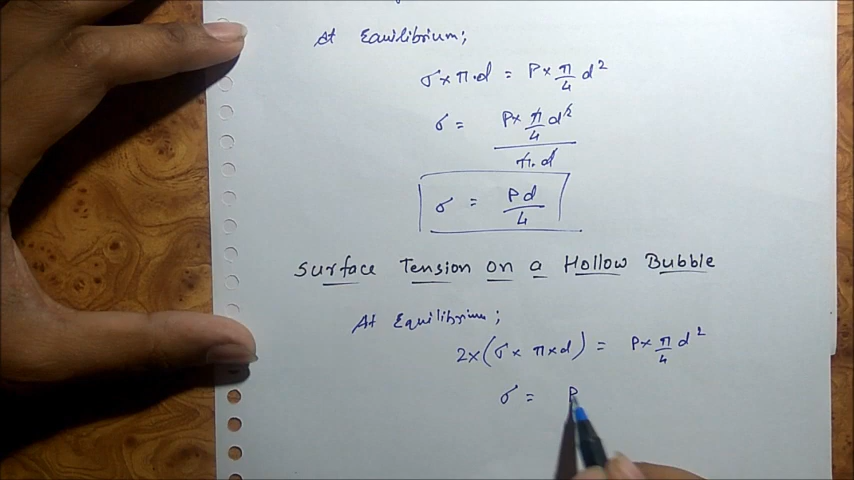 At Equilibrium;
σ × π.d = P × π/4 d²
σ = P × π/4 d² / π.d
σ = Pd/4
Surface Tension on a Hollow Bubble
At Equilibrium;
2×(σ × π×d) = P× π/4 d²
σ = P